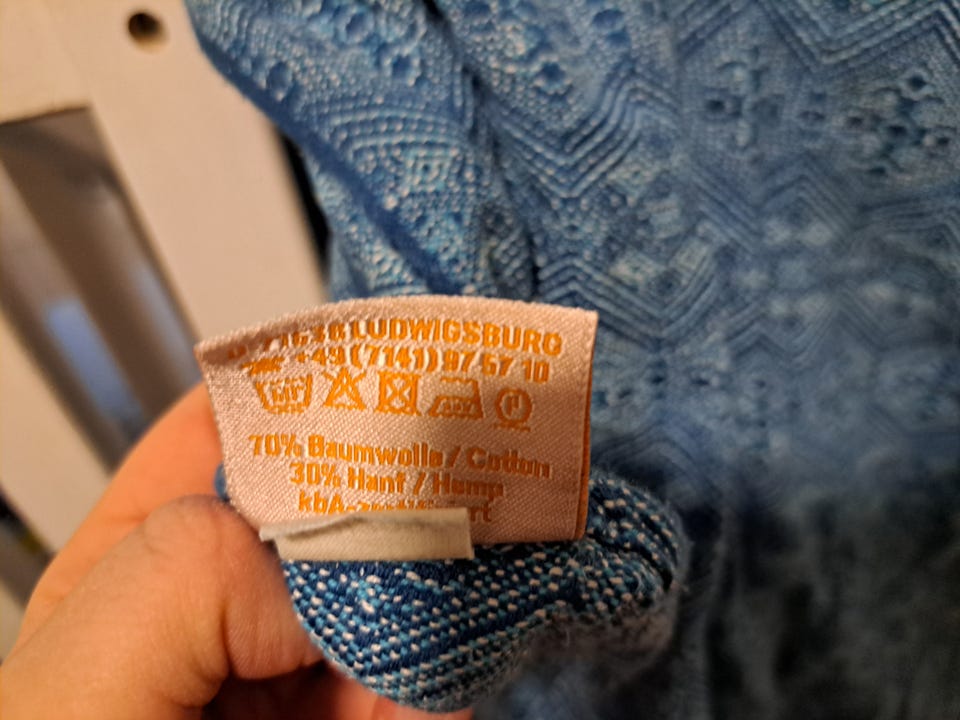 LUDWIGSBURG
+49 (7141) 97 57 10
70% Baumwolle / Cotton
30% Hanf / Hemp